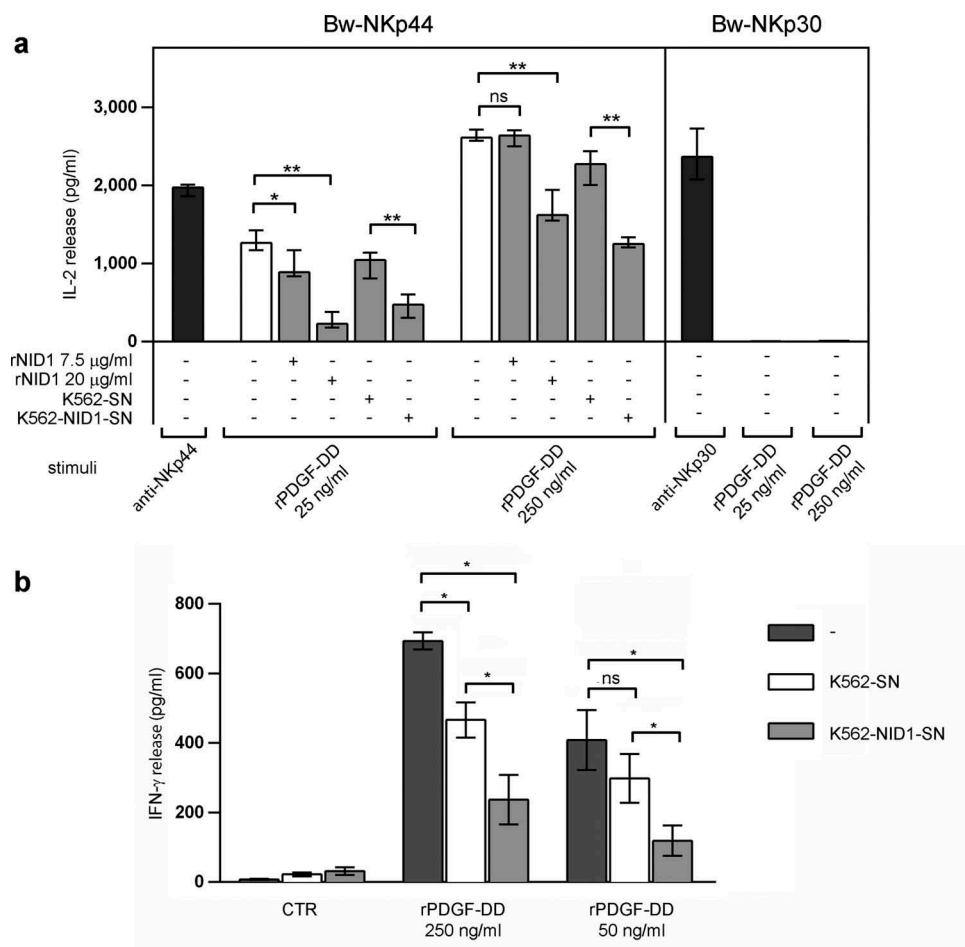 a
Bw-NKp44
Bw-NKp30
IL-2 release (pg/ml)
3,000
2,000
1,000
0
** * ** ** ns **
rNID1 7.5 µg/ml - - + - - - - + - - - - - -
rNID1 20 µg/ml - - - + - - - - + - - - - -
K562-SN - - - - + - - - - + - - - -
K562-NID1-SN - - - - - + - - - - + - - -
stimuli
anti-NKp44
rPDGF-DD
25 ng/ml
rPDGF-DD
250 ng/ml
anti-NKp30
rPDGF-DD
25 ng/ml
rPDGF-DD
250 ng/ml
b
IFN-γ release (pg/ml)
800
600
400
200
0
* * *
* ns *
CTR
rPDGF-DD
250 ng/ml
rPDGF-DD
50 ng/ml
-
K562-SN
K562-NID1-SN